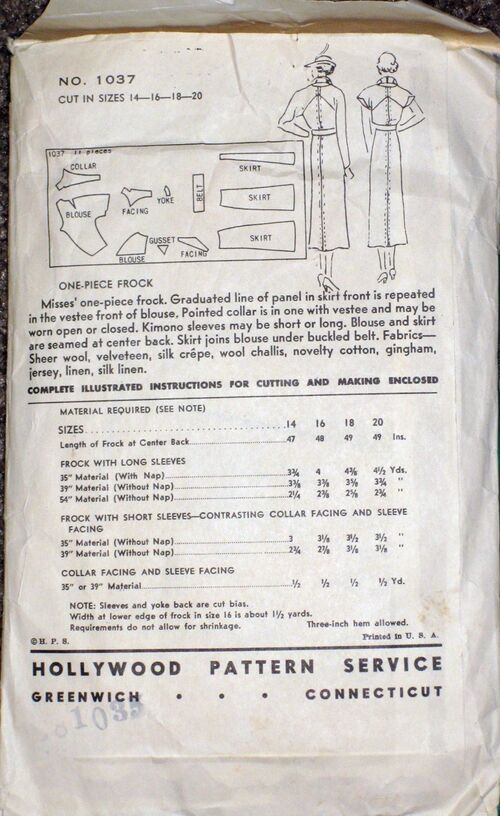 NO. 1037
CUT IN SIZES 14—16—18—20
1037 11 pieces
COLLAR
SKIRT
BLOUSE
FACING
YOKE
BELT
SKIRT
BLOUSE
GUSSET
FACING
SKIRT
ONE-PIECE FROCK
Misses' one-piece frock. Graduated line of panel in skirt front is repeated
in the vestee front of blouse. Pointed collar is in one with vestee and may be
worn open or closed. Kimono sleeves may be short or long. Blouse and skirt
are seamed at center back. Skirt joins blouse under buckled belt. Fabrics—
Sheer wool, velveteen, silk crêpe, wool challis, novelty cotton, gingham,
jersey, linen, silk linen.
COMPLETE ILLUSTRATED INSTRUCTIONS FOR CUTTING AND MAKING ENCLOSED
MATERIAL REQUIRED (SEE NOTE)
SIZES 14 16 18 20
Length of Frock at Center Back 47 48 49 49 Ins.
FROCK WITH LONG SLEEVES
35" Material (With Nap) 3¾ 4 4⅜ 4½ Yds.
39" Material (Without Nap) 3⅜ 3⅜ 3⅝ 3¾ "
54" Material (Without Nap) 2¼ 2⅜ 2⅝ 2¾ "
FROCK WITH SHORT SLEEVES—CONTRASTING COLLAR FACING AND SLEEVE
FACING
35" Material (Without Nap) 3 3⅛ 3½ 3½ "
39" Material (Without Nap) 2¾ 2⅞ 3⅛ 3⅛ "
COLLAR FACING AND SLEEVE FACING
35" or 39" Material ½ ½ ½ ½ Yd.
NOTE: Sleeves and yoke back are cut bias.
Width at lower edge of frock in size 16 is about 1½ yards.
Requirements do not allow for shrinkage. Three-inch hem allowed.
©H. P. S. Printed in U. S. A.
HOLLYWOOD PATTERN SERVICE
GREENWICH • • • CONNECTICUT